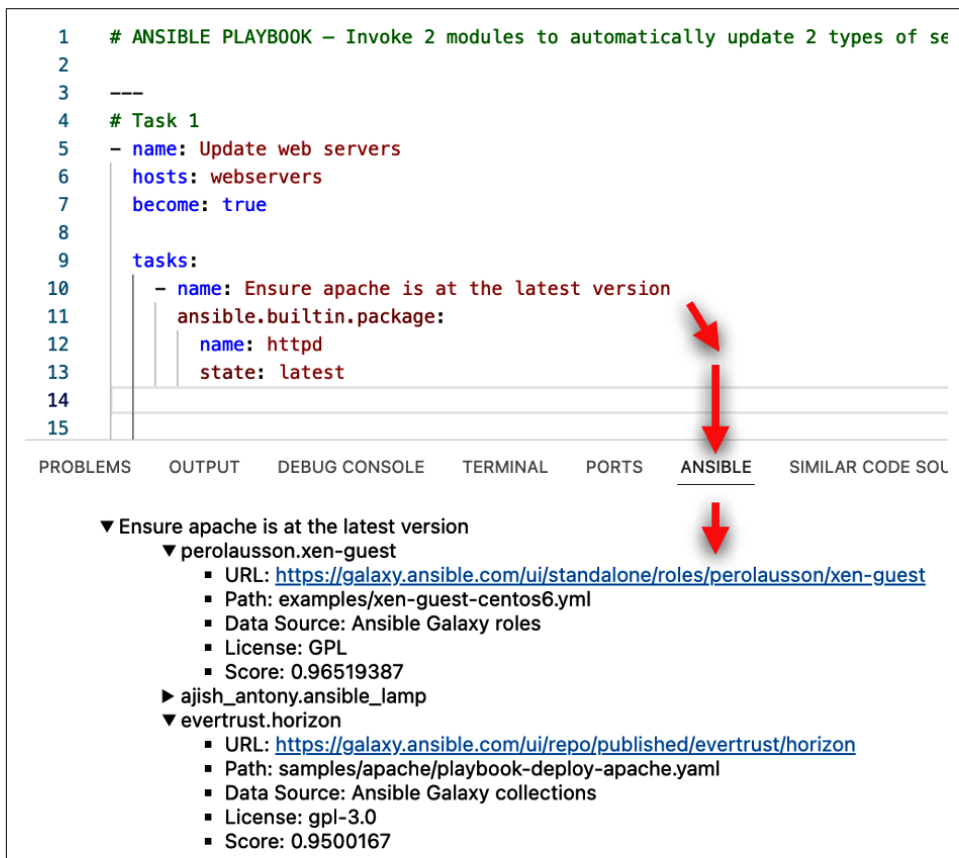 1 # ANSIBLE PLAYBOOK – Invoke 2 modules to automatically update 2 types of se
2
3 ---
4 # Task 1
5 - name: Update web servers
6 hosts: webservers
7 become: true
8
9 tasks:
10 - name: Ensure apache is at the latest version
11 ansible.builtin.package:
12 name: httpd
13 state: latest
14
15
PROBLEMS OUTPUT DEBUG CONSOLE TERMINAL PORTS ANSIBLE SIMILAR CODE SOU
▼ Ensure apache is at the latest version
▼ perolausson.xen-guest
▪ URL: https://galaxy.ansible.com/ui/standalone/roles/perolausson/xen-guest
▪ Path: examples/xen-guest-centos6.yml
▪ Data Source: Ansible Galaxy roles
▪ License: GPL
▪ Score: 0.96519387
▶ ajish_antony.ansible_lamp
▼ evertrust.horizon
▪ URL: https://galaxy.ansible.com/ui/repo/published/evertrust/horizon
▪ Path: samples/apache/playbook-deploy-apache.yaml
▪ Data Source: Ansible Galaxy collections
▪ License: gpl-3.0
▪ Score: 0.9500167